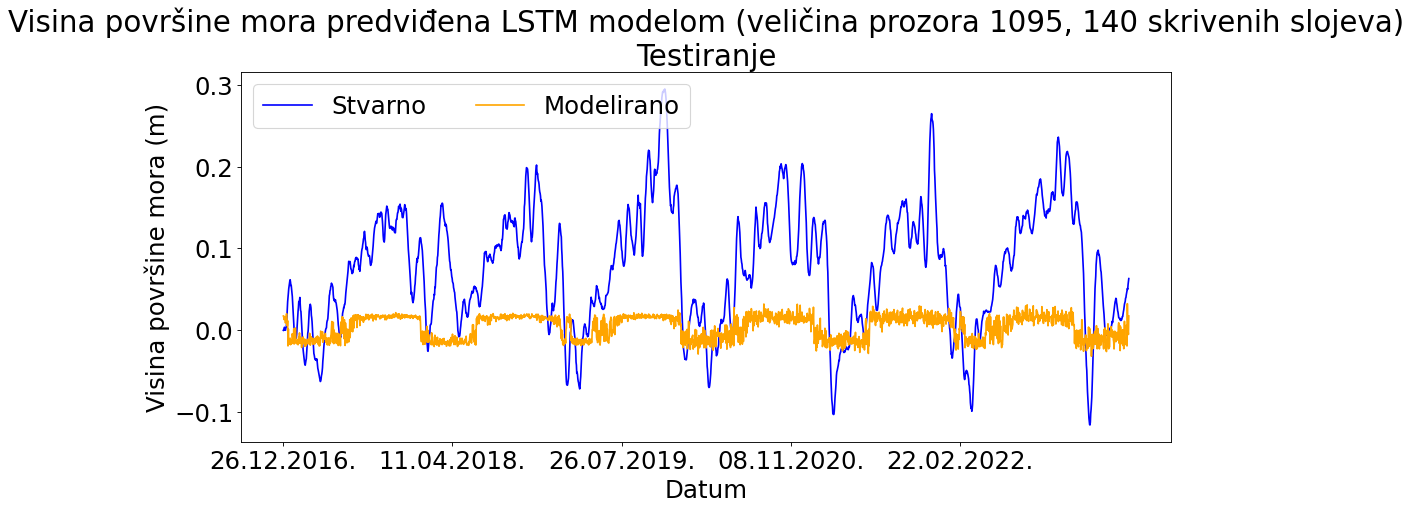 Visina površine mora predviđena LSTM modelom (veličina prozora 1095, 140 skrivenih slojeva)
Testiranje
Stvarno
Modelirano
Visina površine mora (m)
0.3
0.2
0.1
0.0
−0.1
26.12.2016.
11.04.2018.
26.07.2019.
08.11.2020.
22.02.2022.
Datum